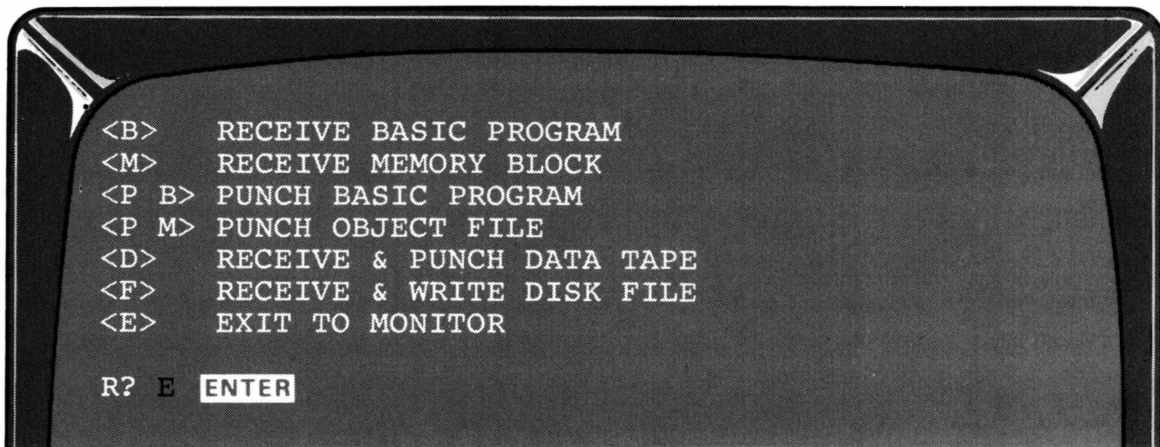 <B> RECEIVE BASIC PROGRAM
<M> RECEIVE MEMORY BLOCK
<P B> PUNCH BASIC PROGRAM
<P M> PUNCH OBJECT FILE
<D> RECEIVE & PUNCH DATA TAPE
<F> RECEIVE & WRITE DISK FILE
<E> EXIT TO MONITOR
R? E ENTER